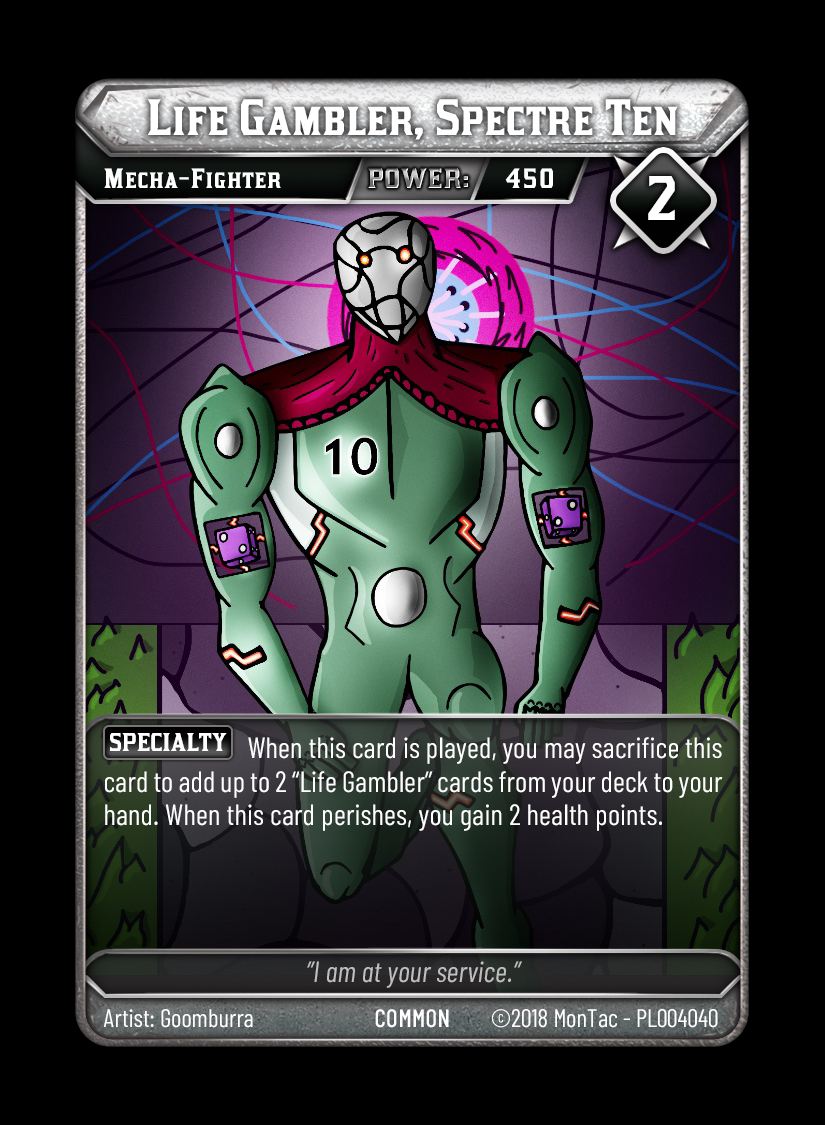 Life Gambler, Spectre Ten
Mecha-Fighter POWER: 450
2
10
SPECIALTY When this card is played, you may sacrifice this
card to add up to 2 “Life Gambler” cards from your deck to your
hand. When this card perishes, you gain 2 health points.
“I am at your service.”
Artist: Goomburra COMMON ©2018 MonTac - PL004040